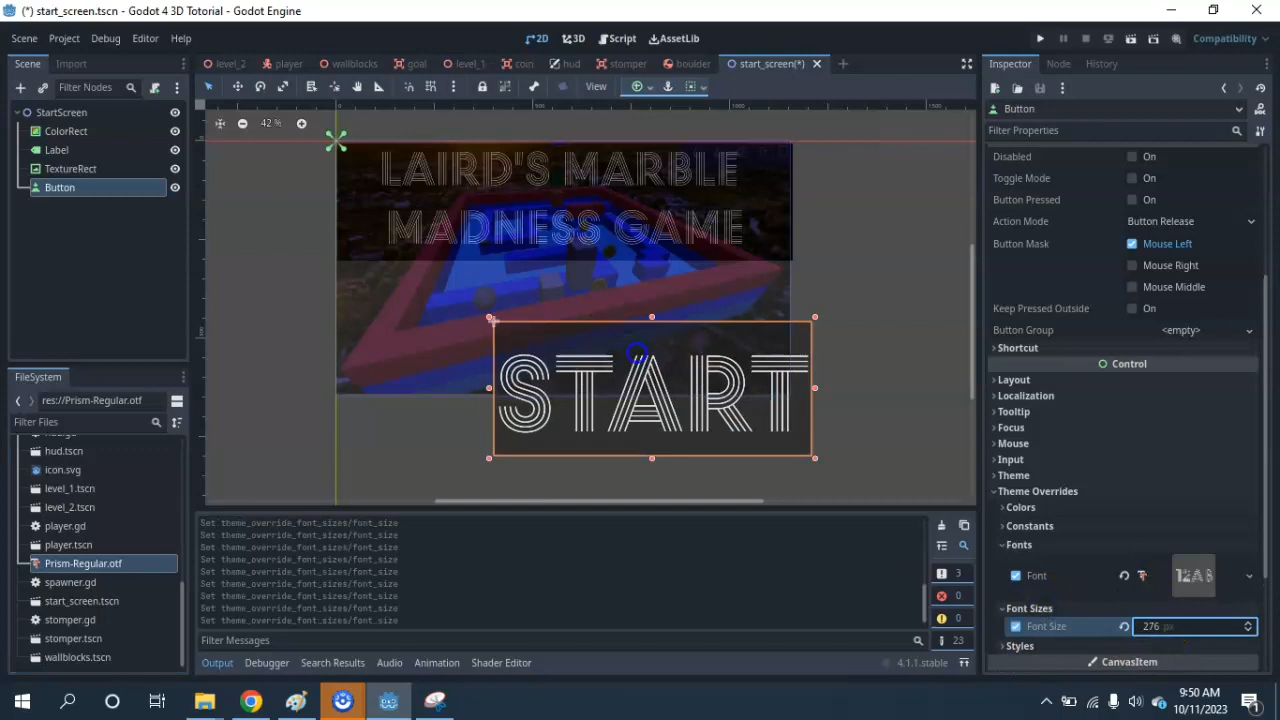 (*) start_screen.tscn - Godot 4 3D Totorial - Godot Engine
Scene Project Debug Editor Help
2D 3D Script AssetLib
Compatibility
Scene Import
level_2 player wallblocks goal level_1 coin hud stomper boulder start_screen(*)
Inspector Node History
Filter Nodes
View
Button
Filter Properties
StartScreen
ColorRect
Label
TextureRect
Button
0 500 1000 1500
42 %
LAIRD'S MARBLE
MADNESS GAME
START
Disabled On
Toggle Mode On
Button Pressed On
Action Mode Button Release
Button Mask Mouse Left
Mouse Right
Mouse Middle
Keep Pressed Outside On
Button Group <empty>
Shortcut
Control
Layout
Localization
Tooltip
Focus
Mouse
Input
Theme
Theme Overrides
Colors
Constants
Fonts
Font
Font Sizes
Font Size 276 px
Styles
CanvasItem
FileSystem
res://Prism-Regular.otf
Filter Files
hud.tscn
icon.svg
level_1.tscn
level_2.tscn
player.gd
player.tscn
Prism-Regular.otf
spawner.gd
start_screen.tscn
stomper.gd
stomper.tscn
wallblocks.tscn
Set theme_override_font_sizes/font_size
Set theme_override_font_sizes/font_size
Set theme_override_font_sizes/font_size
Set theme_override_font_sizes/font_size
Set theme_override_font_sizes/font_size
Set theme_override_font_sizes/font_size
Set theme_override_font_sizes/font_size
Set theme_override_font_sizes/font_size
Set theme_override_font_sizes/font_size
3
0
0
23
Filter Messages
Output Debugger Search Results Audio Animation Shader Editor
4.1.1.stable
9:50 AM
10/11/2023
1